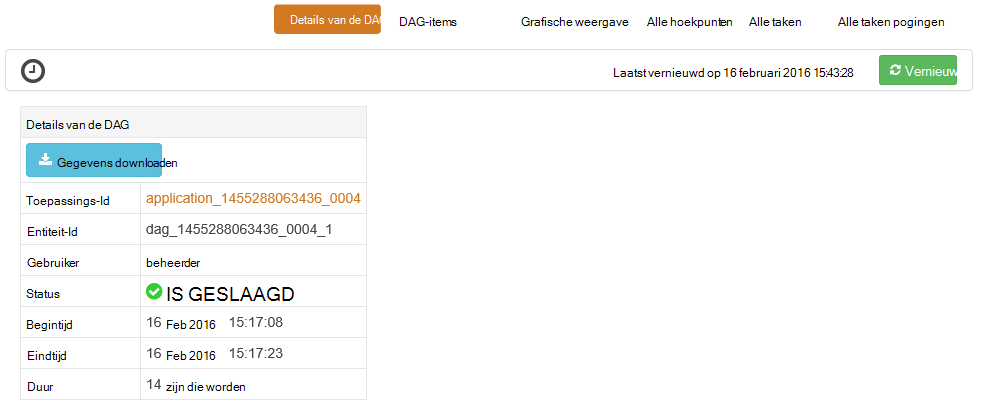 Details van de DAG DAG-items Grafische weergave Alle hoekpunten Alle taken Alle taken pogingen
Laatst vernieuwd op 16 februari 2016 15:43:28 Vernieuw
Details van de DAG
Gegevens downloaden
Toepassings-Id application_1455288063436_0004
Entiteit-Id dag_1455288063436_0004_1
Gebruiker beheerder
Status IS GESLAAGD
Begintijd 16 Feb 2016 15:17:08
Eindtijd 16 Feb 2016 15:17:23
Duur 14 zijn die worden